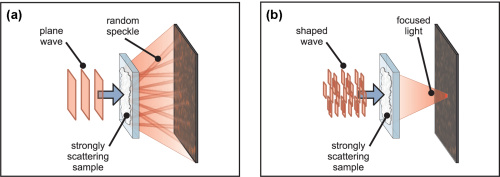 (a)
random
speckle
plane
wave
strongly
scattering
sample
(b)
focused
light
shaped
wave
strongly
scattering
sample